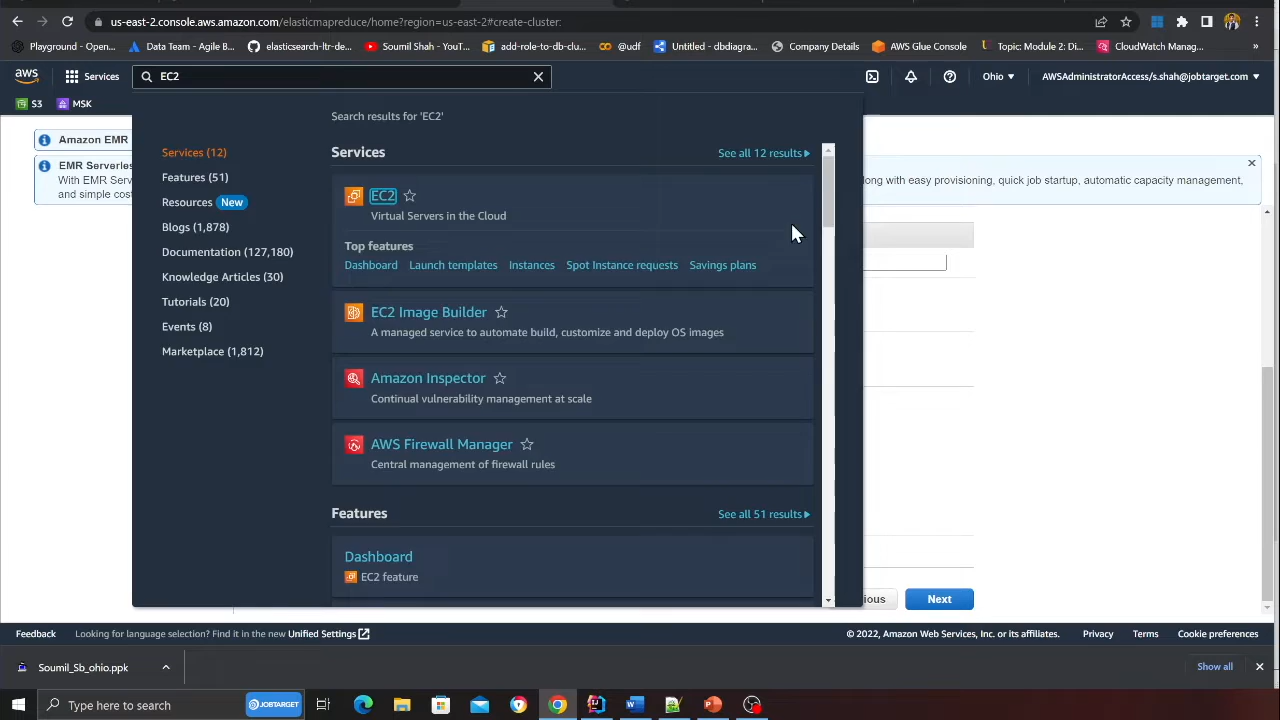 us-east-2.console.aws.amazon.com/elasticmapreduce/home?region=us-east-2#create-cluster:
Playground - Open... Data Team - Agile B... elasticsearch-ltr-de... Soumil Shah - YouT... add-role-to-db-clu... @udf Untitled - dbdiagra... Company Details AWS Glue Console Topic: Module 2: Di... CloudWatch Manag... »
aws Services EC2 Ohio AWSAdministratorAccess/s.shah@jobtarget.com
S3 MSK
Search results for 'EC2'
Services (12)
Features (51)
Resources New
Blogs (1,878)
Documentation (127,180)
Knowledge Articles (30)
Tutorials (20)
Events (8)
Marketplace (1,812)
Services See all 12 results
EC2
Virtual Servers in the Cloud
Top features
Dashboard Launch templates Instances Spot Instance requests Savings plans
EC2 Image Builder
A managed service to automate build, customize and deploy OS images
Amazon Inspector
Continual vulnerability management at scale
AWS Firewall Manager
Central management of firewall rules
Features See all 51 results
Dashboard
EC2 feature
Amazon EMR
EMR Serverles
With EMR Serve
and simple cost
long with easy provisioning, quick job startup, automatic capacity management,
ious Next
Feedback Looking for language selection? Find it in the new Unified Settings © 2022, Amazon Web Services, Inc. or its affiliates. Privacy Terms Cookie preferences
Soumil_Sb_ohio.ppk Show all
Type here to search JOBTARGET